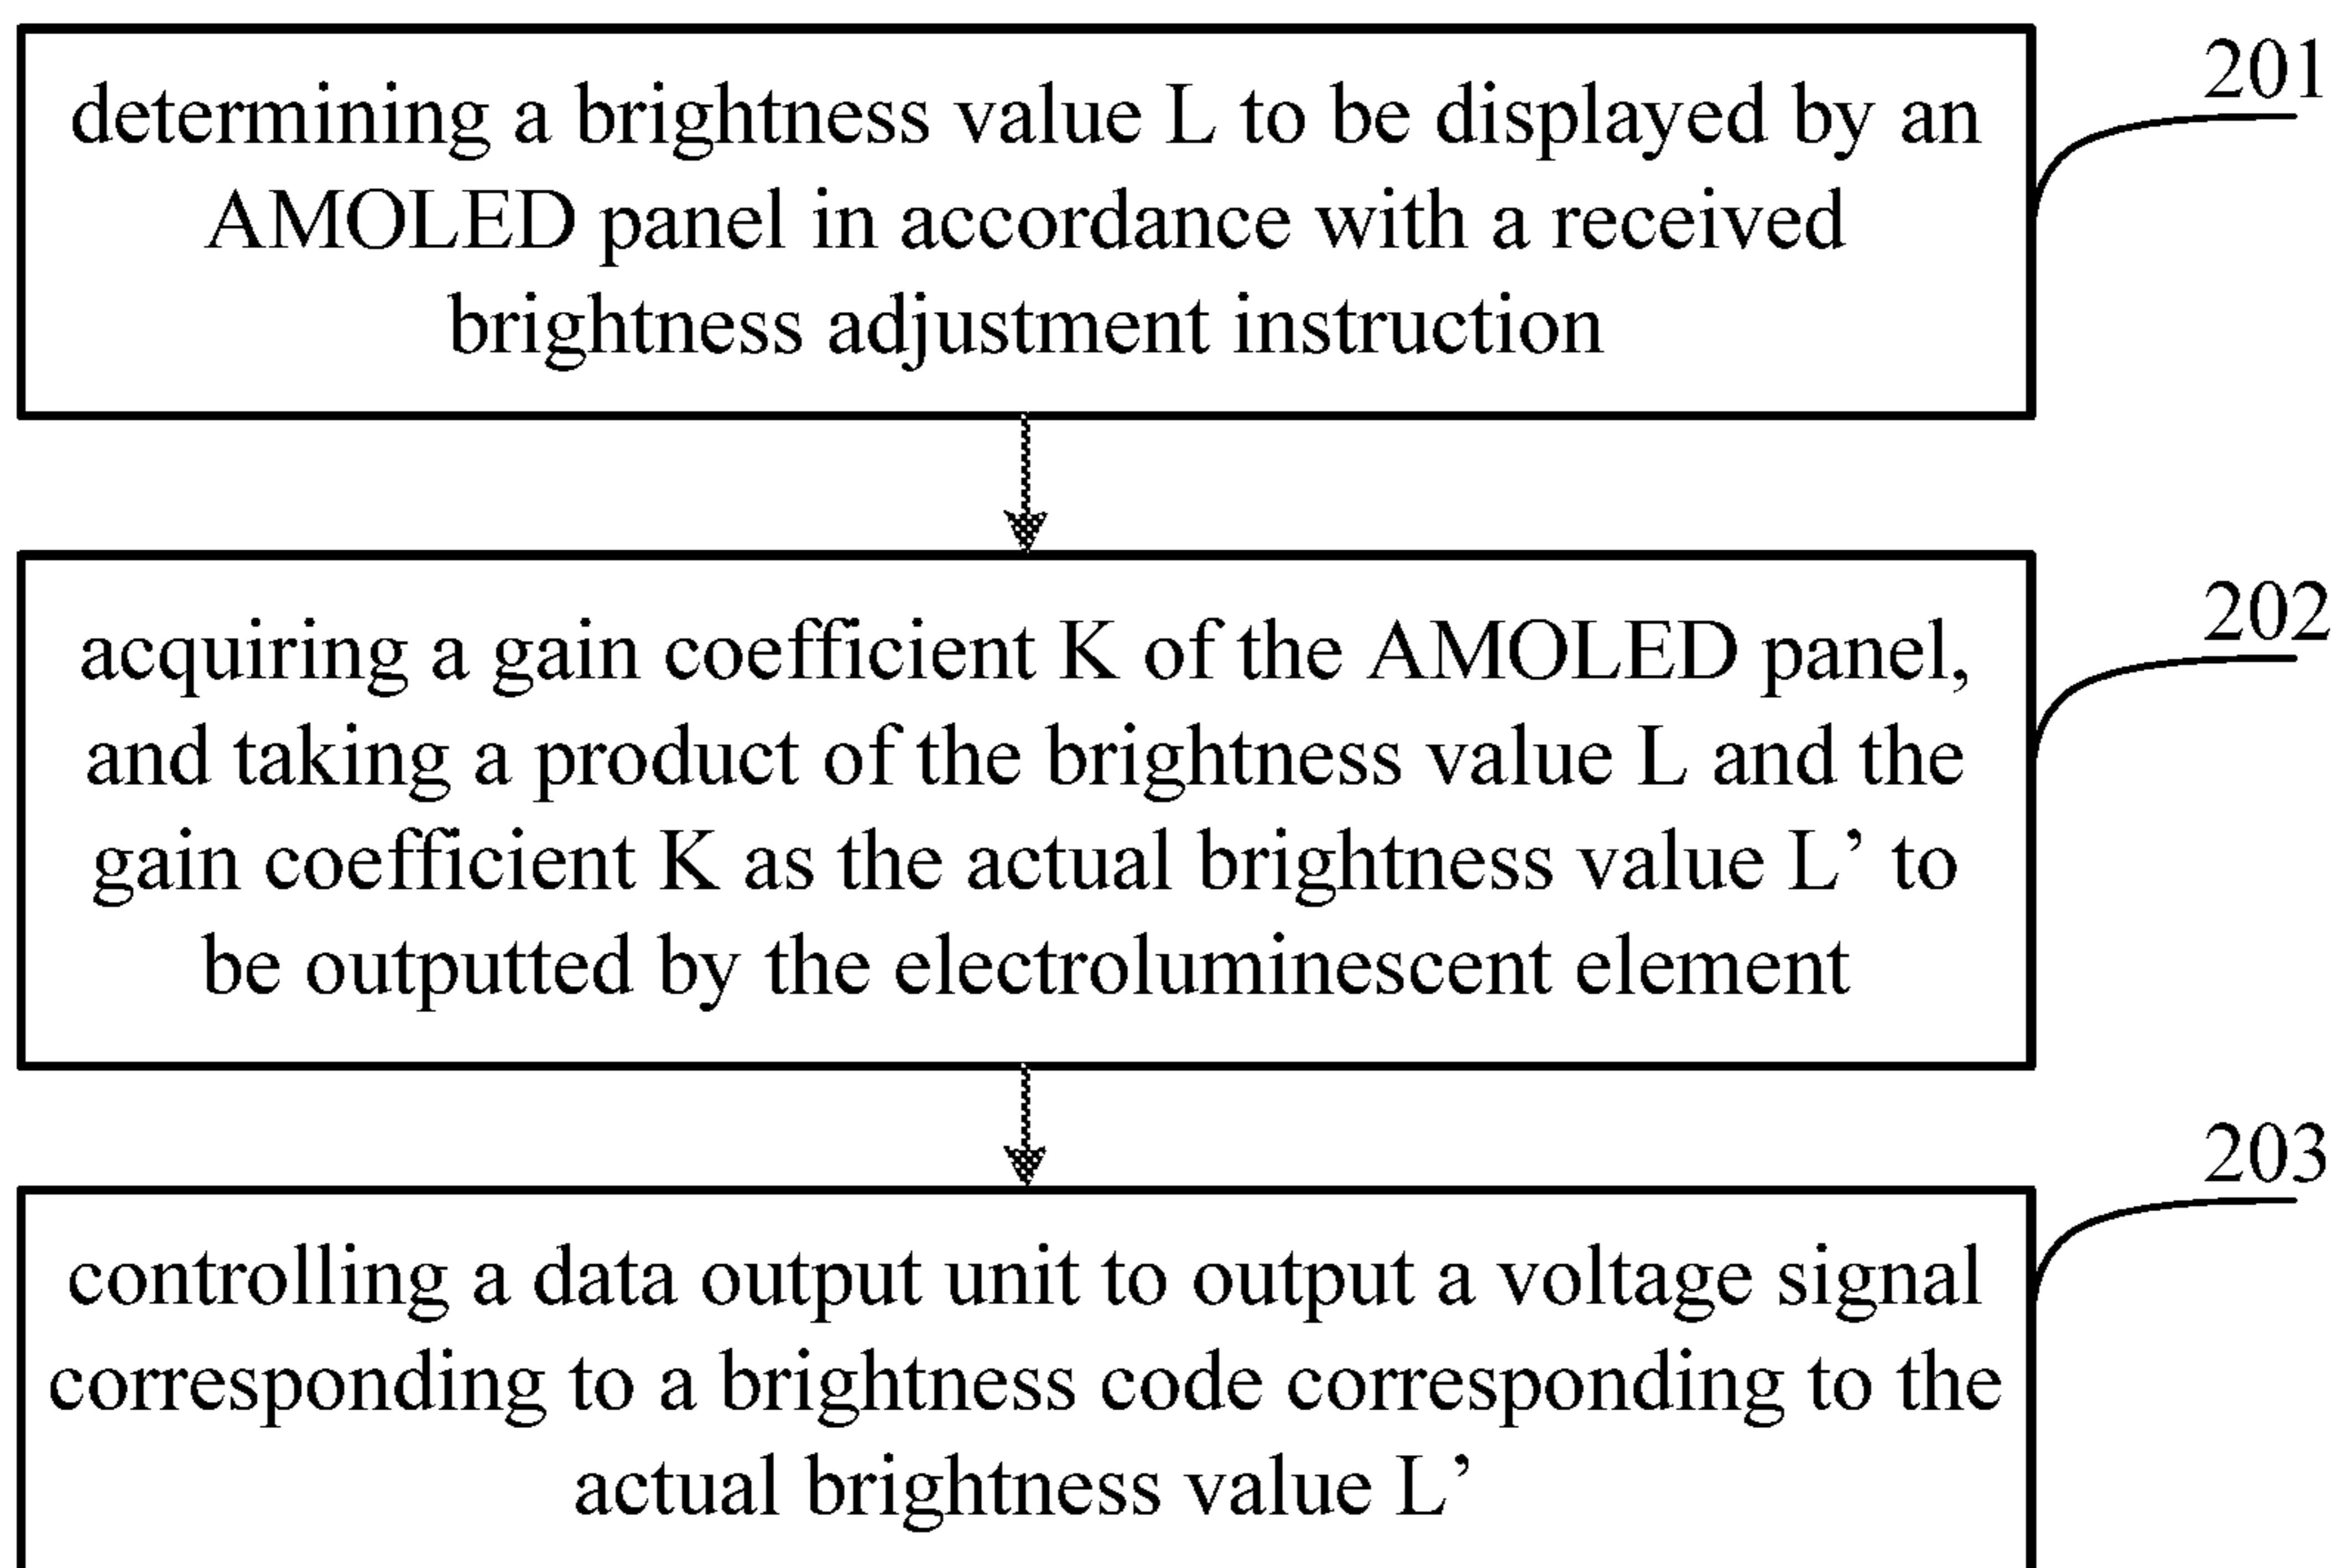 201
determining a brightness value L to be displayed by an
AMOLED panel in accordance with a received
brightness adjustment instruction
202
acquiring a gain coefficient K of the AMOLED panel,
and taking a product of the brightness value L and the
gain coefficient K as the actual brightness value L’ to
be outputted by the electroluminescent element
203
controlling a data output unit to output a voltage signal
corresponding to a brightness code corresponding to the
actual brightness value L’